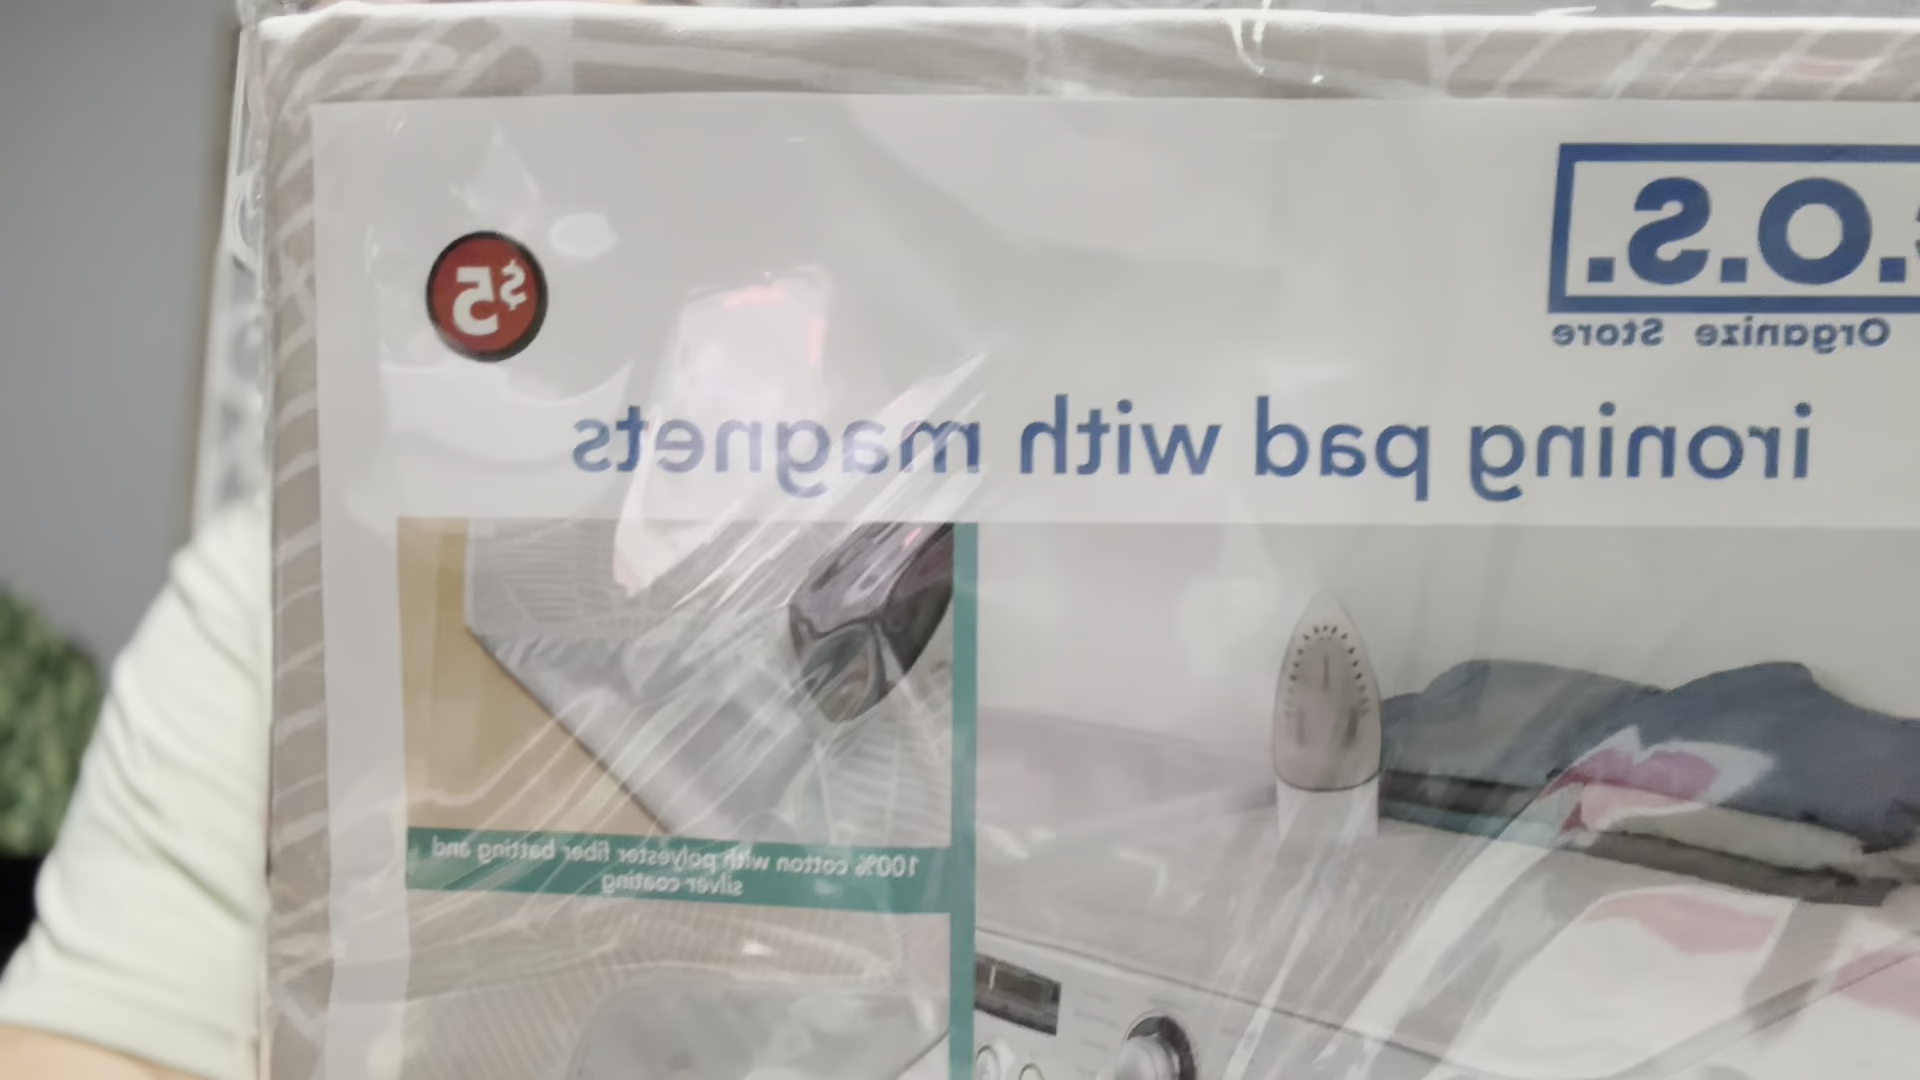 .O.S.
Organize Store
$5
ironing pad with magnets
100% cotton with polyester fiber batting and
silver coating